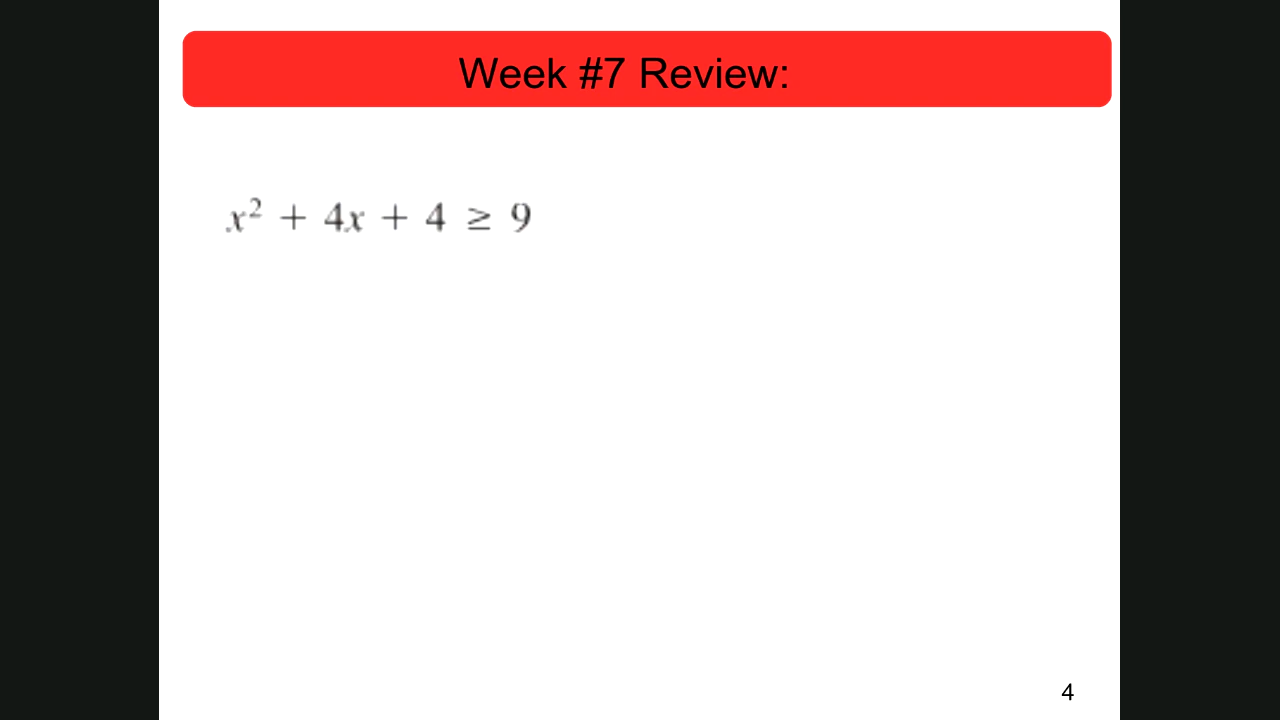 Week #7 Review:
x² + 4x + 4 ≥ 9
4